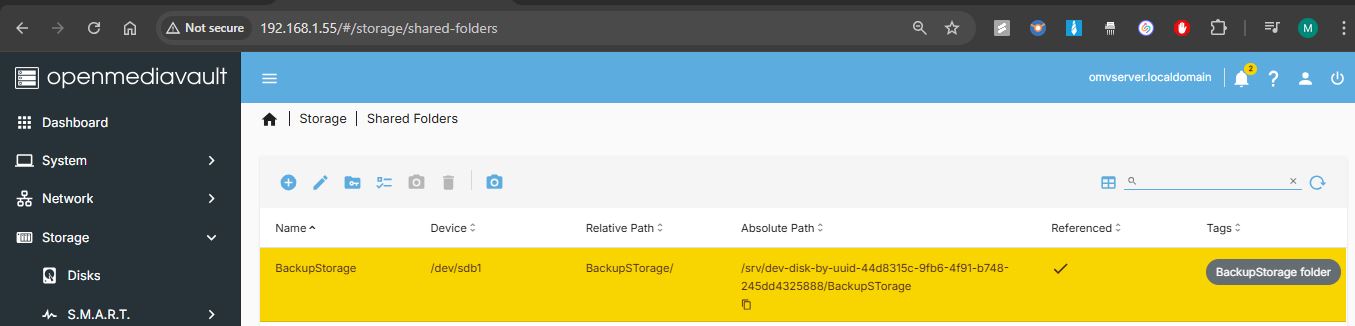 Not secure 192.168.1.55/#/storage/shared-folders
M
openmediavault
omvserver.localdomain 2 ?
Dashboard
Storage Shared Folders
System
Network
Name Device Relative Path Absolute Path Referenced Tags
Storage
BackupStorage /dev/sdb1 BackupSTorage/ /srv/dev-disk-by-uuid-44d8315c-9fb6-4f91-b748-
245dd4325888/BackupSTorage
BackupStorage folder
Disks
S.M.A.R.T.